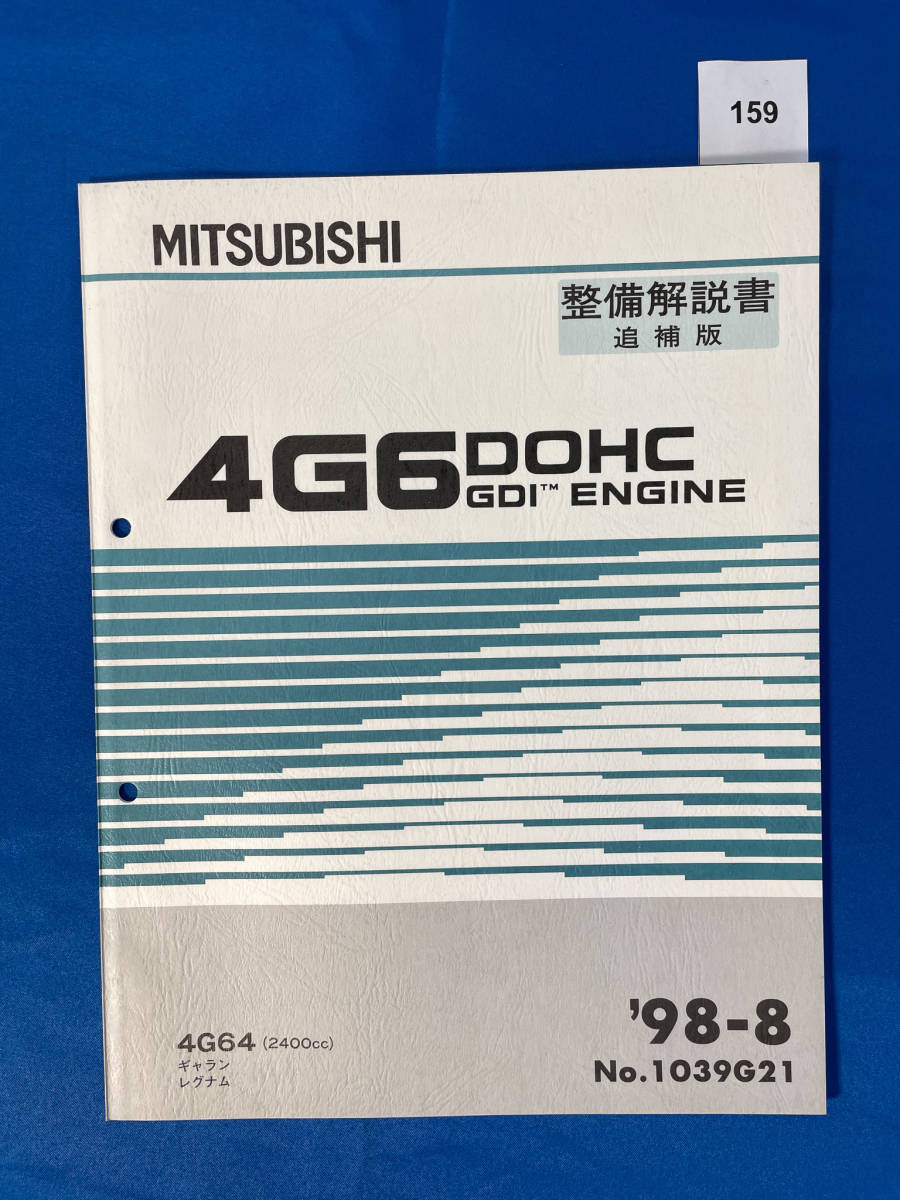 159
MITSUBISHI
整備解説書
追補版
4G6 DOHC
GDI™ ENGINE
'98-8
4G64 (2400cc)
ギャラン
レグナム
No.1039G21